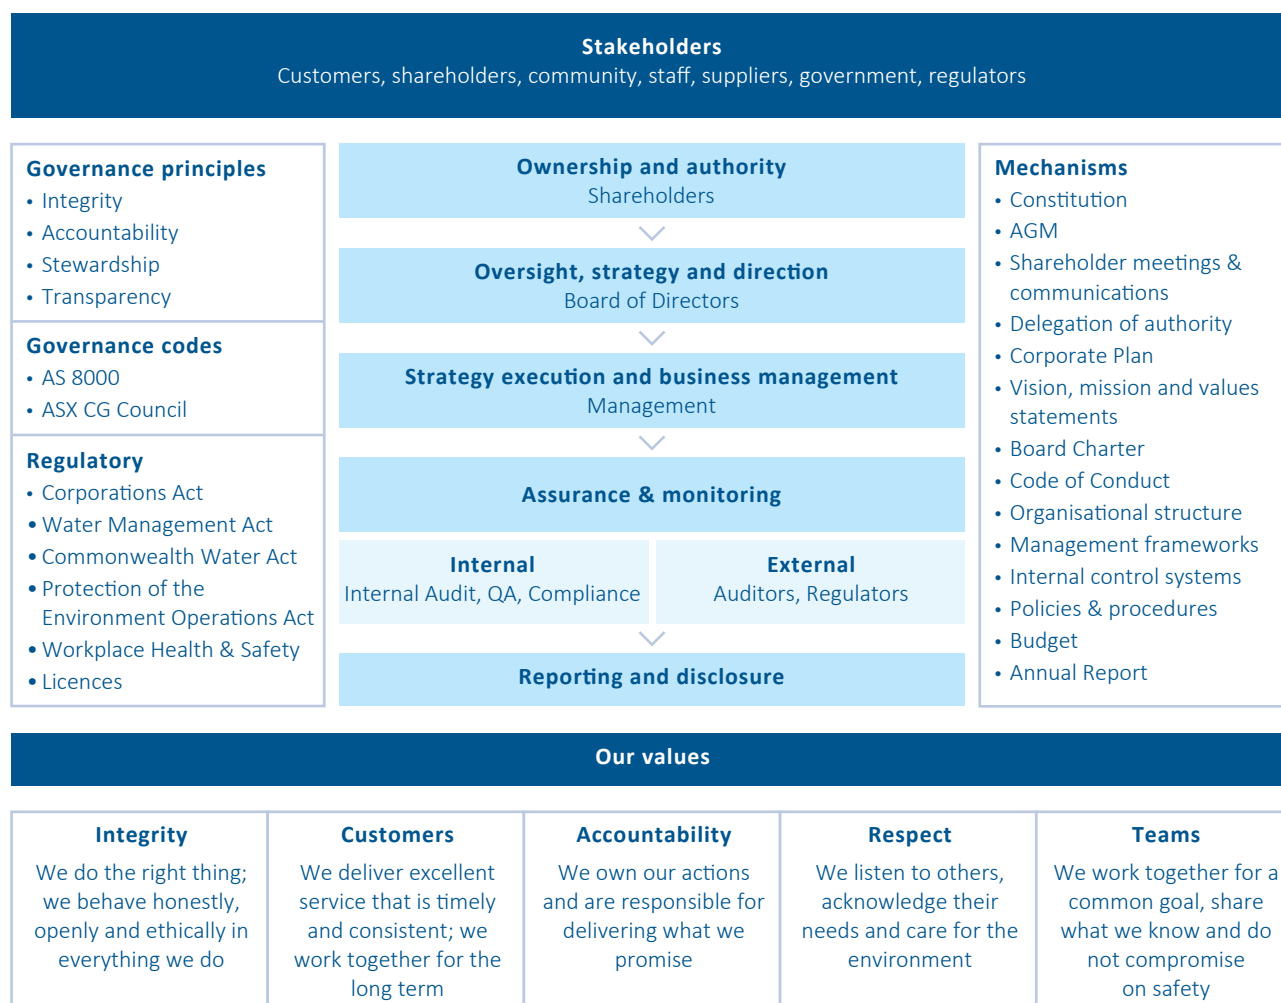 Stakeholders
Customers, shareholders, community, staff, suppliers, government, regulators
Governance principles
• Integrity
• Accountability
• Stewardship
• Transparency
Governance codes
• AS 8000
• ASX CG Council
Regulatory
• Corporations Act
• Water Management Act
• Commonwealth Water Act
• Protection of the
Environment Operations Act
• Workplace Health & Safety
• Licences
Ownership and authority
Shareholders
Oversight, strategy and direction
Board of Directors
Strategy execution and business management
Management
Assurance & monitoring
Internal
Internal Audit, QA, Compliance
External
Auditors, Regulators
Reporting and disclosure
Mechanisms
• Constitution
• AGM
• Shareholder meetings &
communications
• Delegation of authority
• Corporate Plan
• Vision, mission and values
statements
• Board Charter
• Code of Conduct
• Organisational structure
• Management frameworks
• Internal control systems
• Policies & procedures
• Budget
• Annual Report
Our values
Integrity
We do the right thing;
we behave honestly,
openly and ethically in
everything we do
Customers
We deliver excellent
service that is timely
and consistent; we
work together for the
long term
Accountability
We own our actions
and are responsible for
delivering what we
promise
Respect
We listen to others,
acknowledge their
needs and care for the
environment
Teams
We work together for a
common goal, share
what we know and do
not compromise
on safety